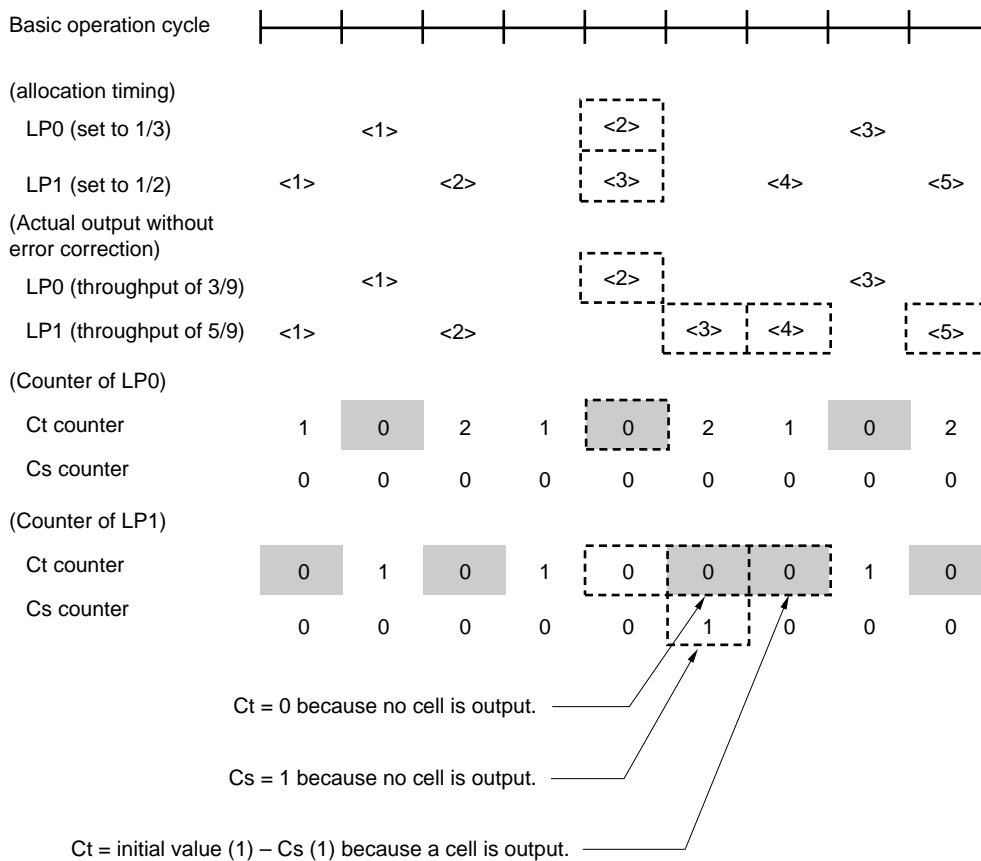 Basic operation cycle
(allocation timing)
LP0 (set to 1/3) <1> <2> <3>
LP1 (set to 1/2) <1> <2> <3> <4> <5>
(Actual output without
error correction)
LP0 (throughput of 3/9) <1> <2> <3>
LP1 (throughput of 5/9) <1> <2> <3> <4> <5>
(Counter of LP0)
Ct counter 1 0 2 1 0 2 1 0 2
Cs counter 0 0 0 0 0 0 0 0 0
(Counter of LP1)
Ct counter 0 1 0 1 0 0 0 1 0
Cs counter 0 0 0 0 0 1 0 0 0
Ct = 0 because no cell is output.
Cs = 1 because no cell is output.
Ct = initial value (1) – Cs (1) because a cell is output.